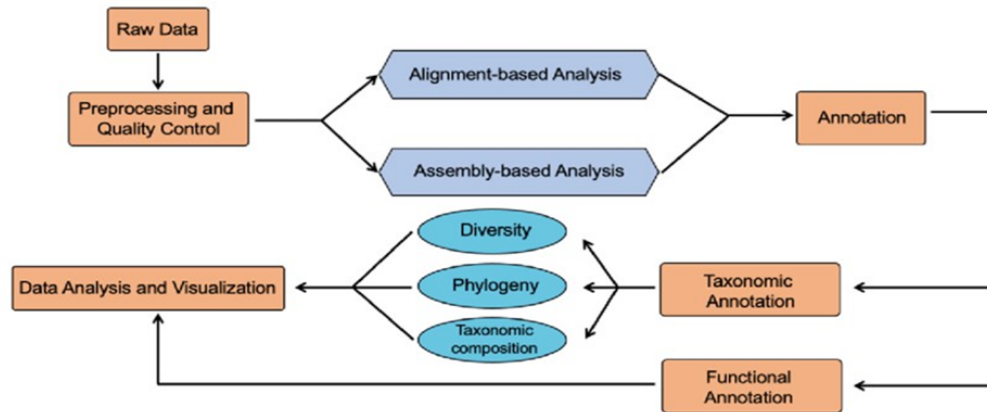 Raw Data
Preprocessing and
Quality Control
Alignment-based Analysis
Assembly-based Analysis
Annotation
Diversity
Phylogeny
Taxonomic
composition
Data Analysis and Visualization
Taxonomic
Annotation
Functional
Annotation